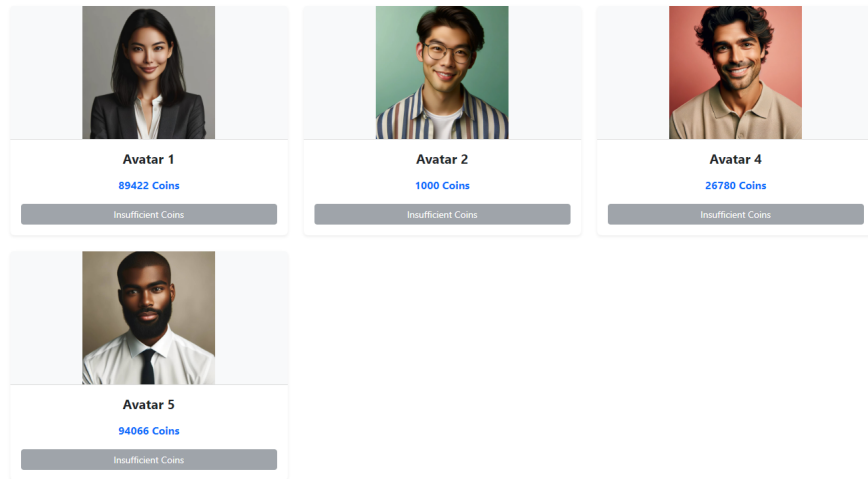 Avatar 1
89422 Coins
Insufficient Coins
Avatar 2
1000 Coins
Insufficient Coins
Avatar 4
26780 Coins
Insufficient Coins
Avatar 5
94066 Coins
Insufficient Coins